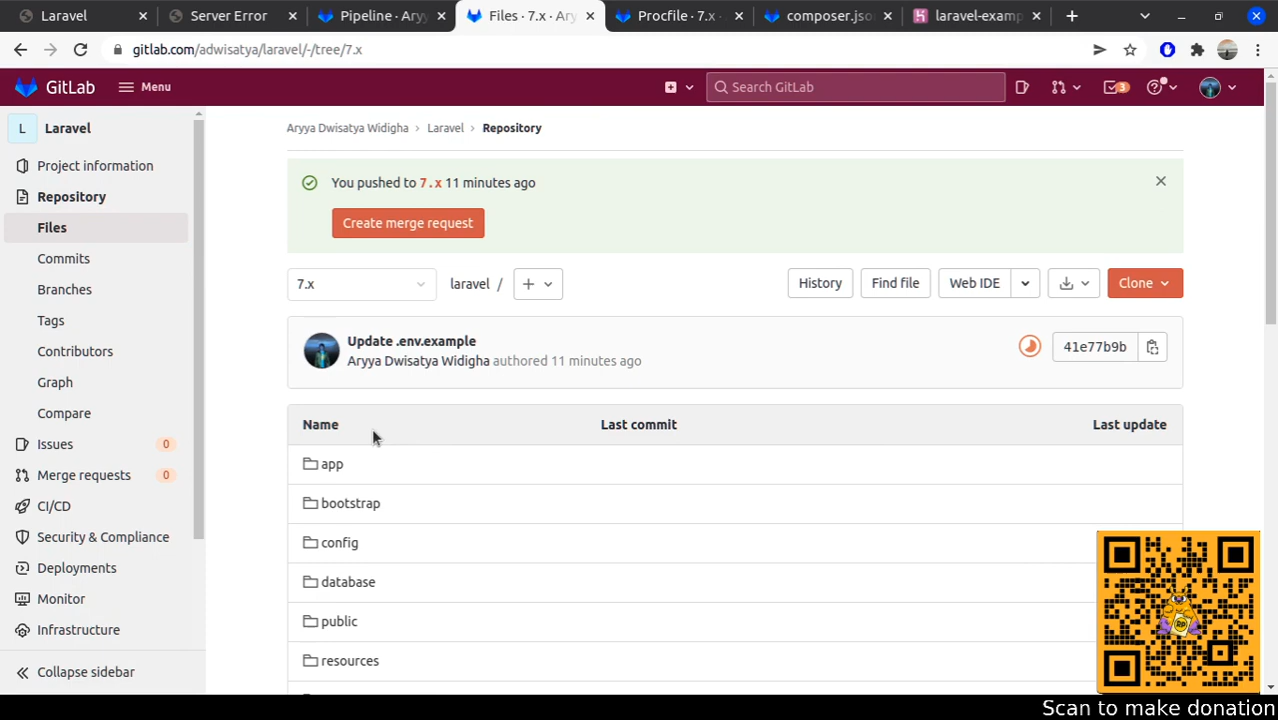 Laravel
Server Error
Pipeline · Ary
Files · 7.x · Ary
Procfile · 7.x ·
composer.jso
laravel-examp
gitlab.com/adwisatya/laravel/-/tree/7.x
GitLab
Menu
Search GitLab
3
L
Laravel
Project information
Repository
Files
Commits
Branches
Tags
Contributors
Graph
Compare
Issues
0
Merge requests
0
CI/CD
Security & Compliance
Deployments
Monitor
Infrastructure
Collapse sidebar
Aryya Dwisatya Widigha › Laravel › Repository
You pushed to 7.x 11 minutes ago
Create merge request
7.x
laravel /
History
Find file
Web IDE
Clone
Update .env.example
Aryya Dwisatya Widigha authored 11 minutes ago
41e77b9b
Name
Last commit
Last update
app
bootstrap
config
database
public
resources
Scan to make donation